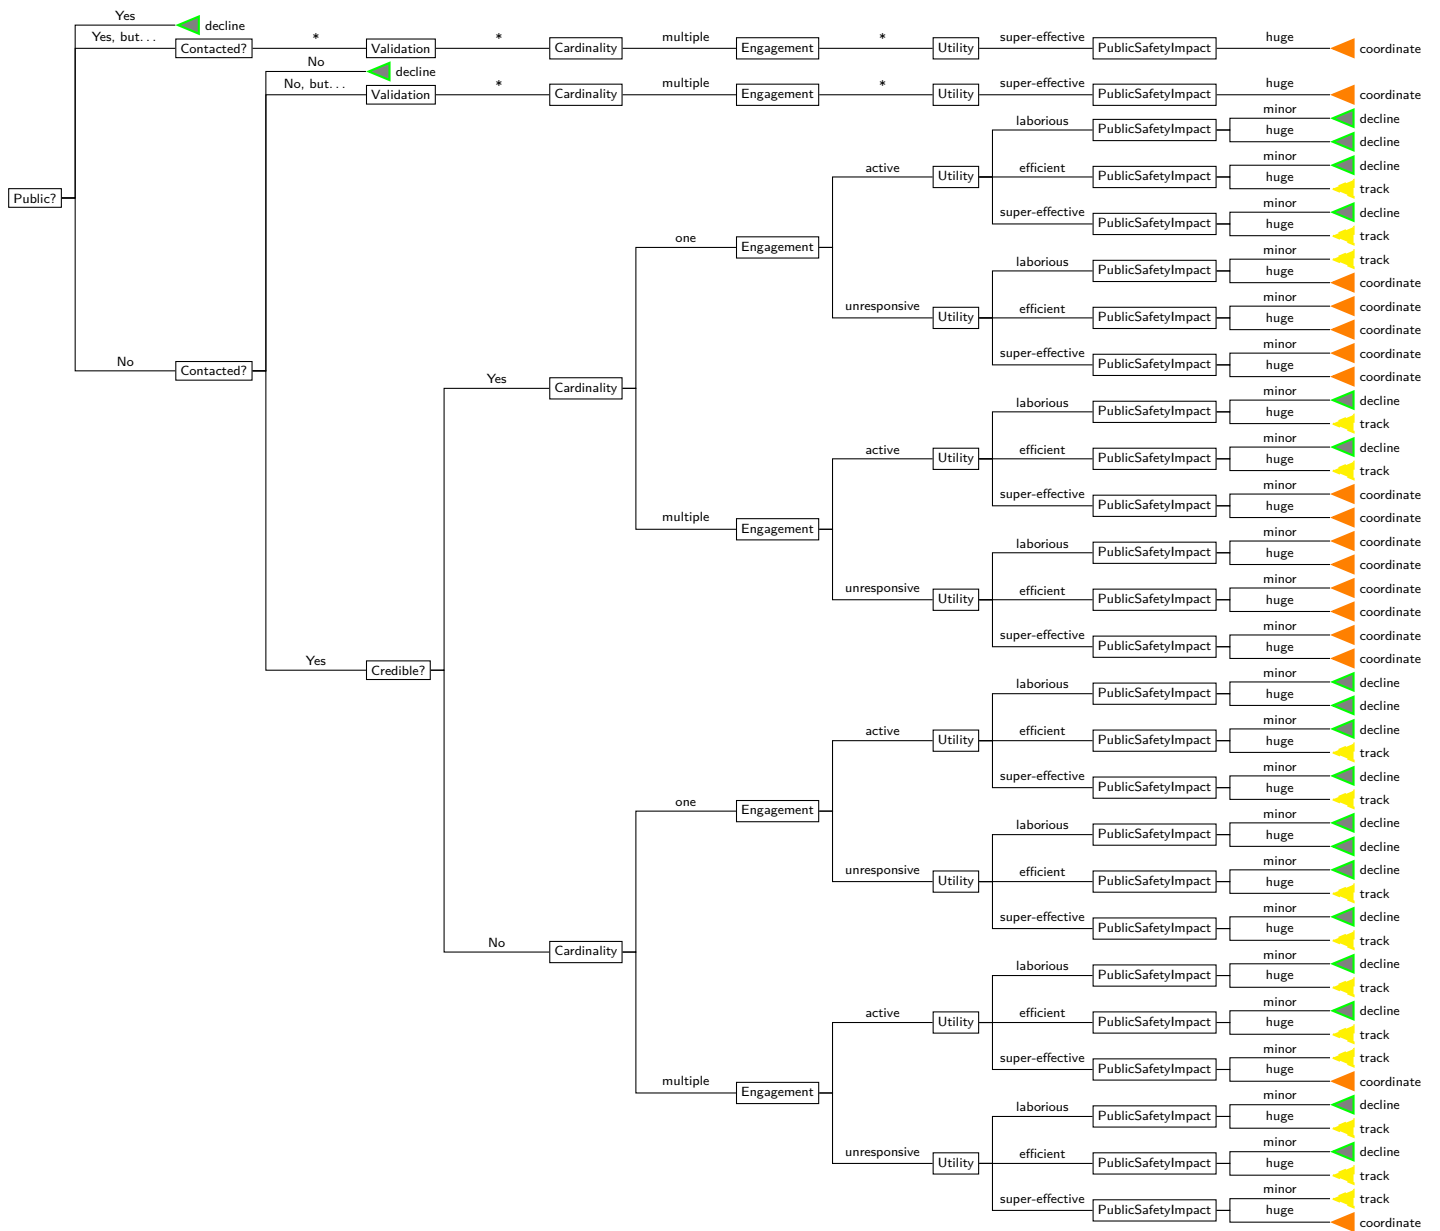 Yes
decline
Yes, but... Contacted? * Validation * Cardinality multiple Engagement * Utility super-effective PublicSafetyImpact huge coordinate
No
decline
No, but... Validation * Cardinality multiple Engagement * Utility super-effective PublicSafetyImpact huge coordinate
Public?
No
Contacted?
Yes
Credible?
Yes
Cardinality
one
Engagement
active
Utility
laborious PublicSafetyImpact
minor decline
huge decline
efficient PublicSafetyImpact
minor decline
huge track
super-effective PublicSafetyImpact
minor decline
huge track
unresponsive
Utility
laborious PublicSafetyImpact
minor track
huge coordinate
efficient PublicSafetyImpact
minor coordinate
huge coordinate
super-effective PublicSafetyImpact
minor coordinate
huge coordinate
multiple
Engagement
active
Utility
laborious PublicSafetyImpact
minor decline
huge track
efficient PublicSafetyImpact
minor decline
huge track
super-effective PublicSafetyImpact
minor coordinate
huge coordinate
unresponsive
Utility
laborious PublicSafetyImpact
minor coordinate
huge coordinate
efficient PublicSafetyImpact
minor coordinate
huge coordinate
super-effective PublicSafetyImpact
minor coordinate
huge coordinate
No
Cardinality
one
Engagement
active
Utility
laborious PublicSafetyImpact
minor decline
huge decline
efficient PublicSafetyImpact
minor decline
huge track
super-effective PublicSafetyImpact
minor decline
huge track
unresponsive
Utility
laborious PublicSafetyImpact
minor decline
huge decline
efficient PublicSafetyImpact
minor decline
huge track
super-effective PublicSafetyImpact
minor decline
huge track
multiple
Engagement
active
Utility
laborious PublicSafetyImpact
minor decline
huge track
efficient PublicSafetyImpact
minor decline
huge track
super-effective PublicSafetyImpact
minor track
huge coordinate
unresponsive
Utility
laborious PublicSafetyImpact
minor decline
huge track
efficient PublicSafetyImpact
minor decline
huge track
super-effective PublicSafetyImpact
minor track
huge coordinate